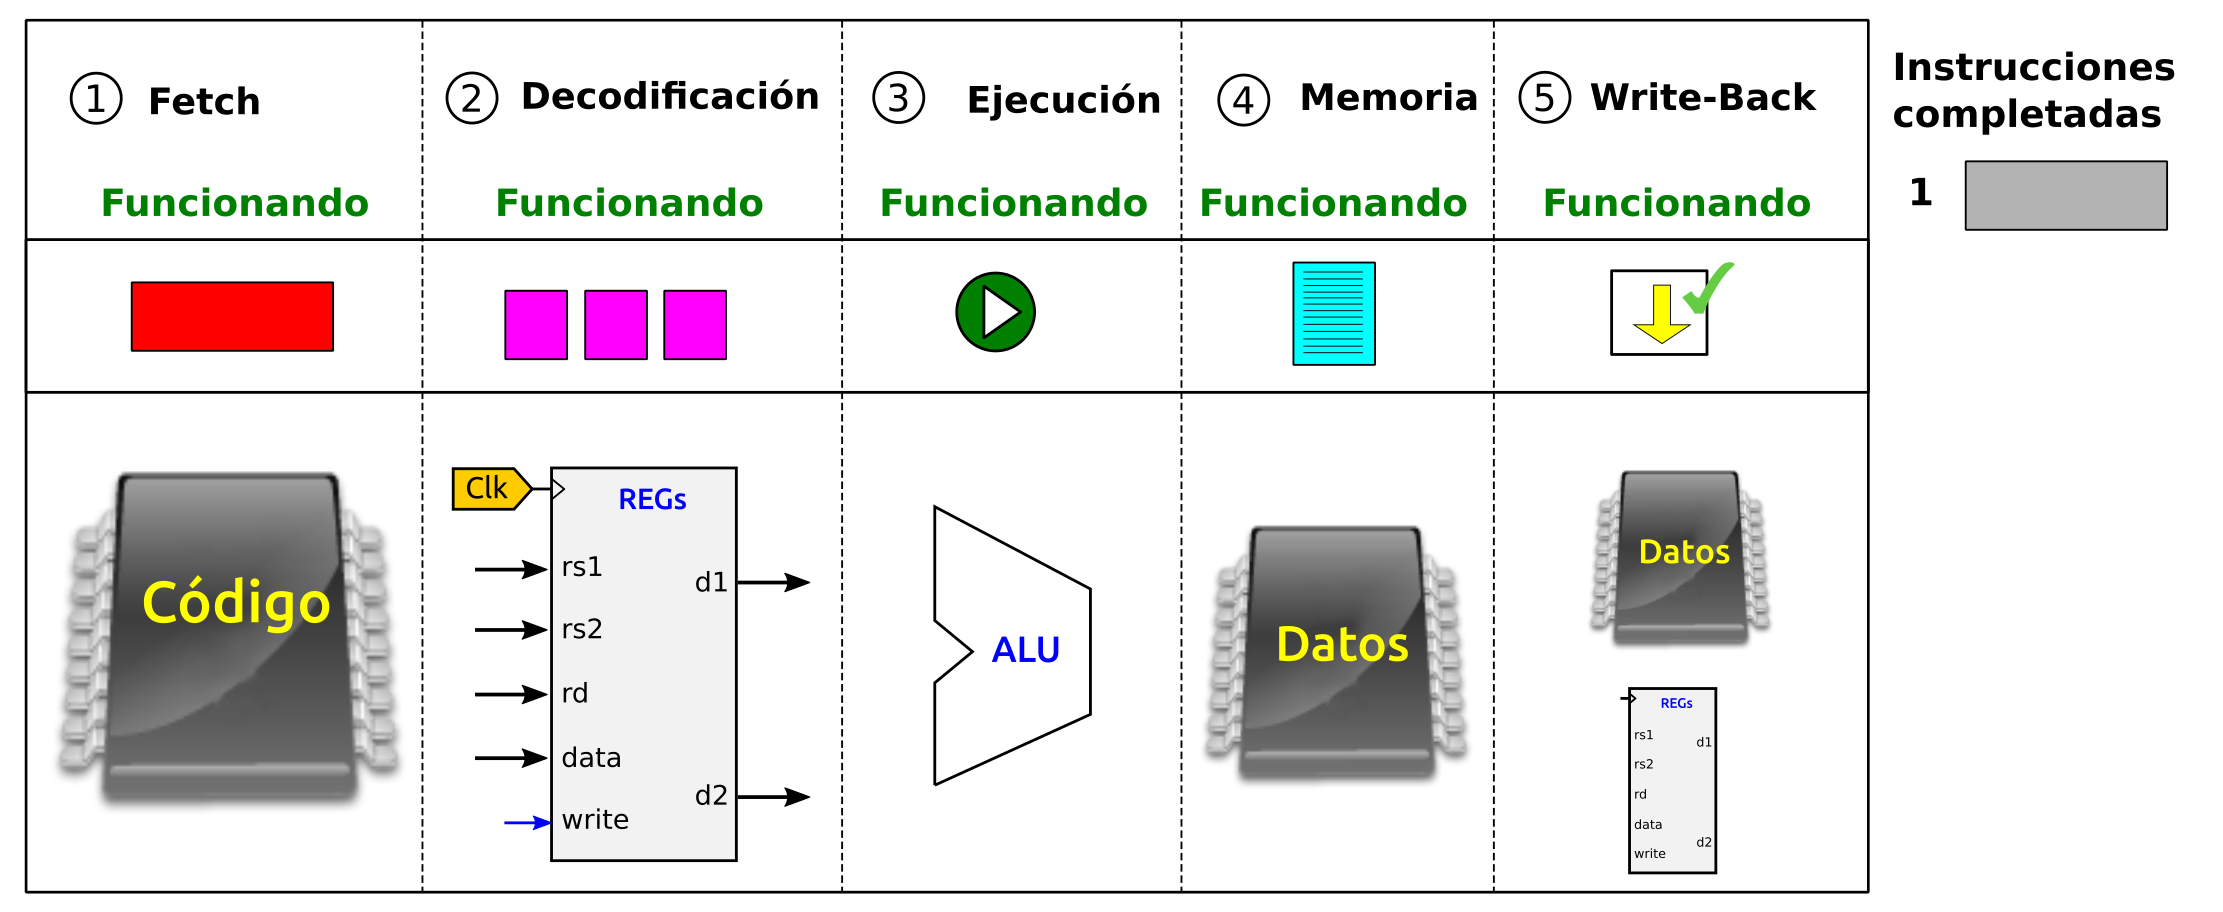 1 Fetch
2 Decodificación
3 Ejecución
4 Memoria
5 Write-Back
Instrucciones
completadas
Funcionando
Funcionando
Funcionando
Funcionando
Funcionando
1
Código
Clk
REGs
rs1
rs2
rd
data
write
d1
d2
ALU
Datos
Datos
REGs
rs1
rs2
rd
data
write
d1
d2